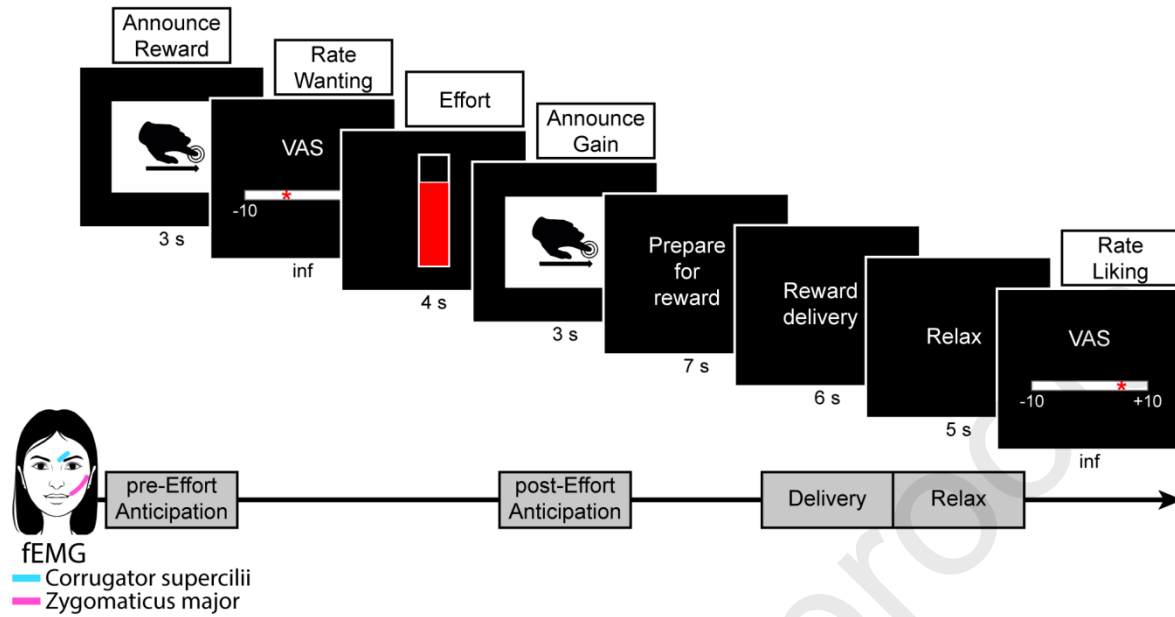 Announce
Reward
3 s
Rate
Wanting
VAS
-10
inf
Effort
4 s
Announce
Gain
3 s
Prepare
for
reward
7 s
Reward
delivery
6 s
Relax
5 s
Rate
Liking
VAS
-10
+10
inf
pre-Effort
Anticipation
post-Effort
Anticipation
Delivery
Relax
fEMG
Corrugator supercilii
Zygomaticus major